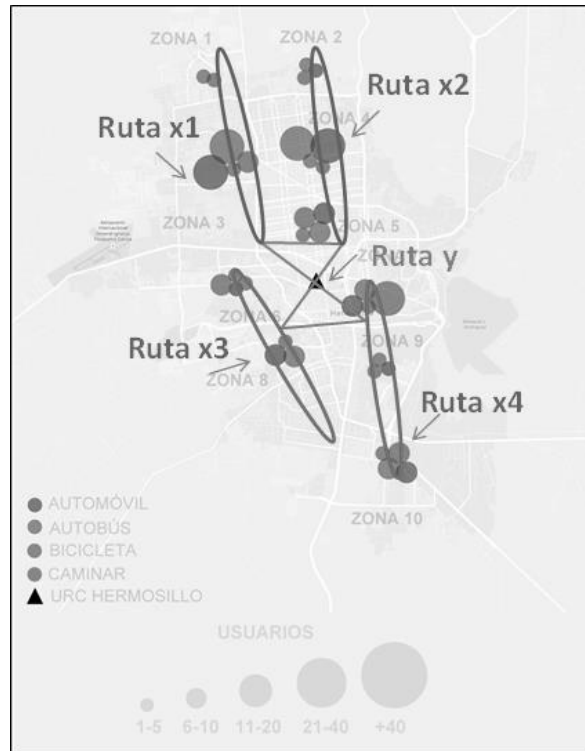 ZONA 1
ZONA 2
Ruta x2
ZONA 4
Ruta x1
ZONA 3
ZONA 5
Ruta y
ZONA 6
Ruta x3
ZONA 9
ZONA 8
Ruta x4
ZONA 10
AUTOMÓVIL
AUTOBÚS
BICICLETA
CAMINAR
URC HERMOSILLO
USUARIOS
1-5 6-10 11-20 21-40 +40